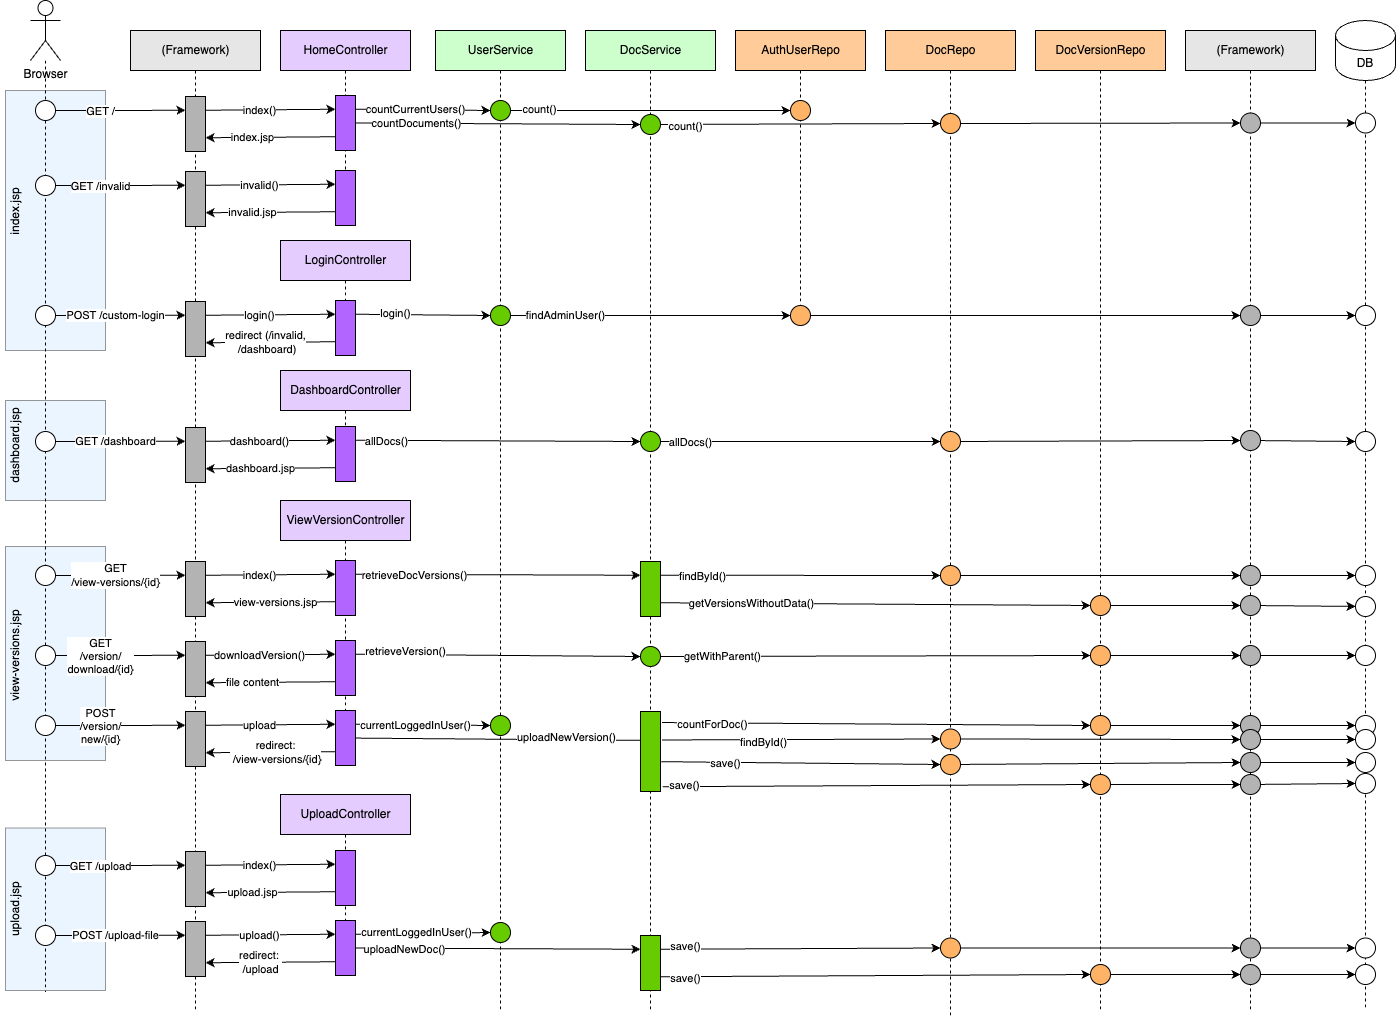 Browser
(Framework)
HomeController
UserService
DocService
AuthUserRepo
DocRepo
DocVersionRepo
(Framework)
DB
index.jsp
GET /
index()
countCurrentUsers()
count()
countDocuments()
count()
index.jsp
GET /invalid
invalid()
invalid.jsp
LoginController
POST /custom-login
login()
login()
findAdminUser()
redirect (/invalid,
/dashboard)
DashboardController
dashboard.jsp
GET /dashboard
dashboard()
allDocs()
allDocs()
dashboard.jsp
ViewVersionController
view-versions.jsp
GET
/view-versions/{id}
index()
retrieveDocVersions()
findById()
view-versions.jsp
getVersionsWithoutData()
GET
/version/
download/{id}
downloadVersion()
retrieveVersion()
getWithParent()
file content
POST
/version/
new/{id}
upload
currentLoggedInUser()
countForDoc()
uploadNewVersion()
findById()
redirect:
/view-versions/{id}
save()
save()
UploadController
upload.jsp
GET /upload
index()
upload.jsp
POST /upload-file
upload()
currentLoggedInUser()
uploadNewDoc()
save()
redirect:
/upload
save()